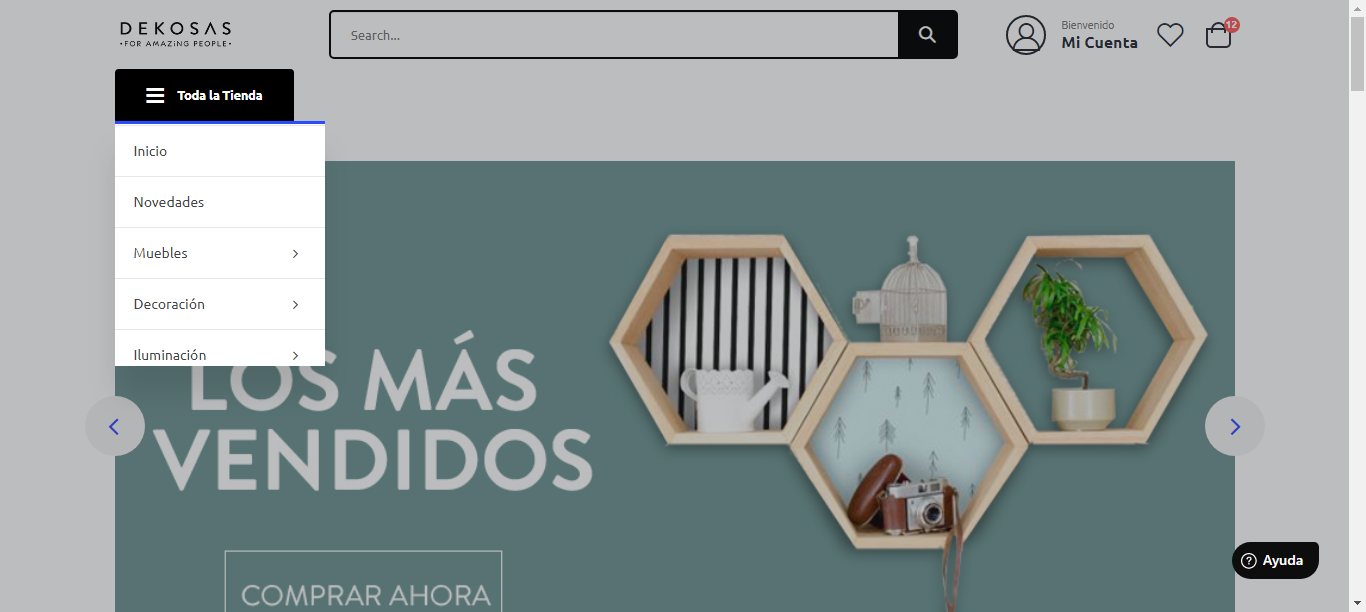 DEKOSAS
•FOR AMAZING PEOPLE•
Search...
Bienvenido
Mi Cuenta
12
Toda la Tienda
Inicio
Novedades
Muebles
Decoración
Iluminación
LOS MÁS
VENDIDOS
COMPRAR AHORA
Ayuda